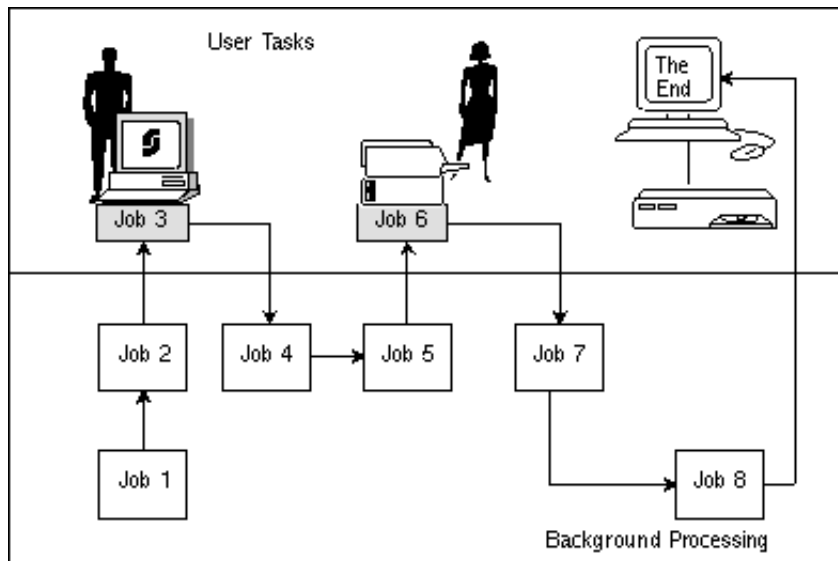 User Tasks
The
End
Job 3
Job 6
Job 2
Job 4
Job 5
Job 7
Job 1
Job 8
Background Processing